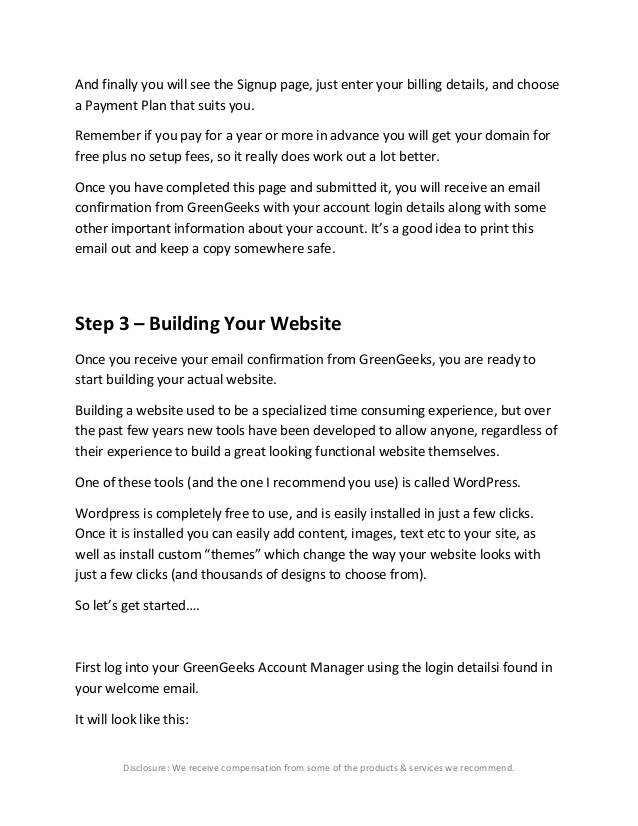 And finally you will see the Signup page, just enter your billing details, and choose
a Payment Plan that suits you.
Remember if you pay for a year or more in advance you will get your domain for
free plus no setup fees, so it really does work out a lot better.
Once you have completed this page and submitted it, you will receive an email
confirmation from GreenGeeks with your account login details along with some
other important information about your account. It’s a good idea to print this
email out and keep a copy somewhere safe.
Step 3 – Building Your Website
Once you receive your email confirmation from GreenGeeks, you are ready to
start building your actual website.
Building a website used to be a specialized time consuming experience, but over
the past few years new tools have been developed to allow anyone, regardless of
their experience to build a great looking functional website themselves.
One of these tools (and the one I recommend you use) is called WordPress.
Wordpress is completely free to use, and is easily installed in just a few clicks.
Once it is installed you can easily add content, images, text etc to your site, as
well as install custom “themes” which change the way your website looks with
just a few clicks (and thousands of designs to choose from).
So let’s get started….
First log into your GreenGeeks Account Manager using the login detailsi found in
your welcome email.
It will look like this:
Disclosure: We receive compensation from some of the products & services we recommend.